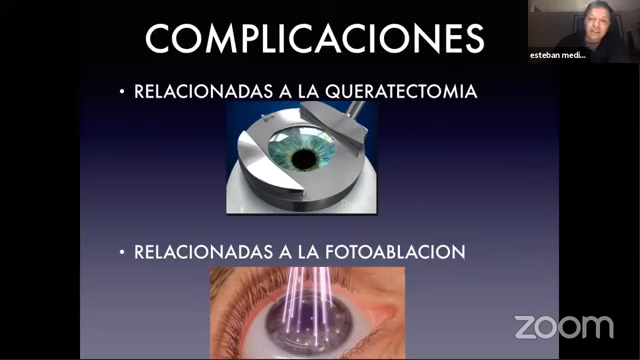 COMPLICACIONES
esteban medi...
• RELACIONADAS A LA QUERATECTOMIA
• RELACIONADAS A LA FOTOABLACION
zoom